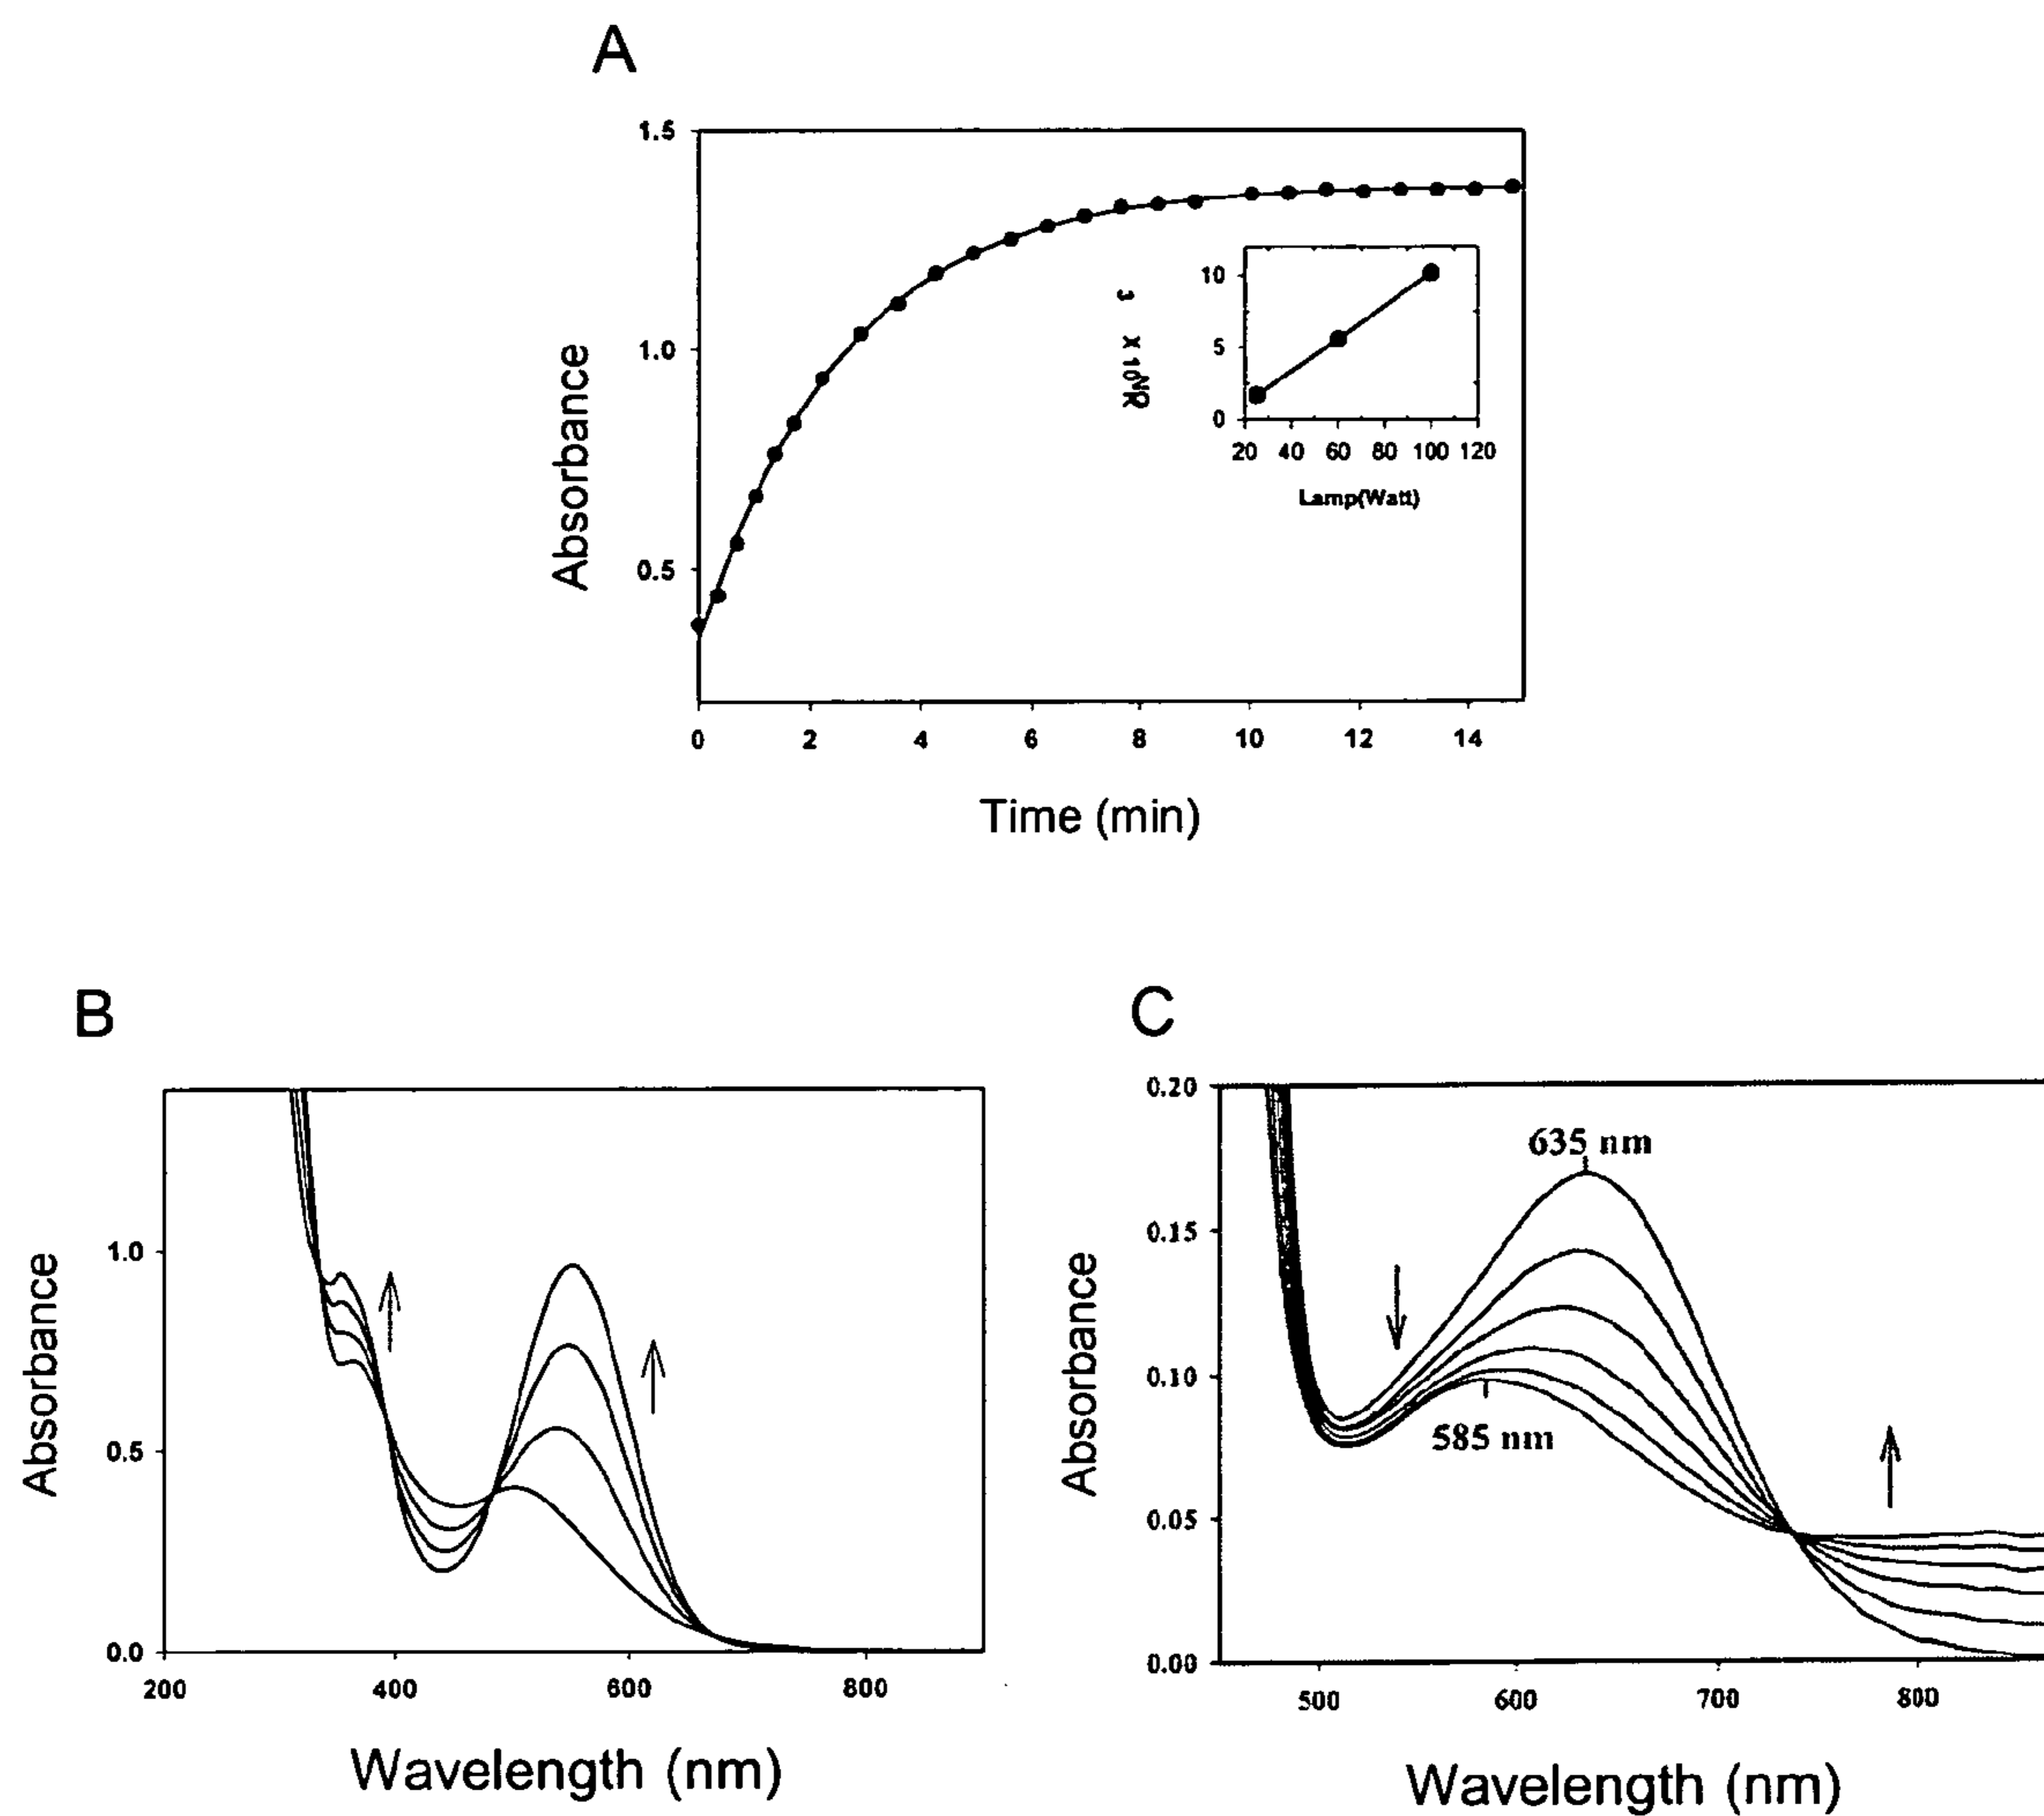 A
1.5
1.0
0.5
Absorbance
0 2 4 6 8 10 12 14
Time (min)
10
5
0
20 40 60 80 100 120
Lamp(Watt)
B
1.0
0.5
0.0
Absorbance
200 400 600 800
Wavelength (nm)
C
0.20
0.15
0.10
0.05
0.00
Absorbance
635 nm
585 nm
500 600 700 800
Wavelength (nm)